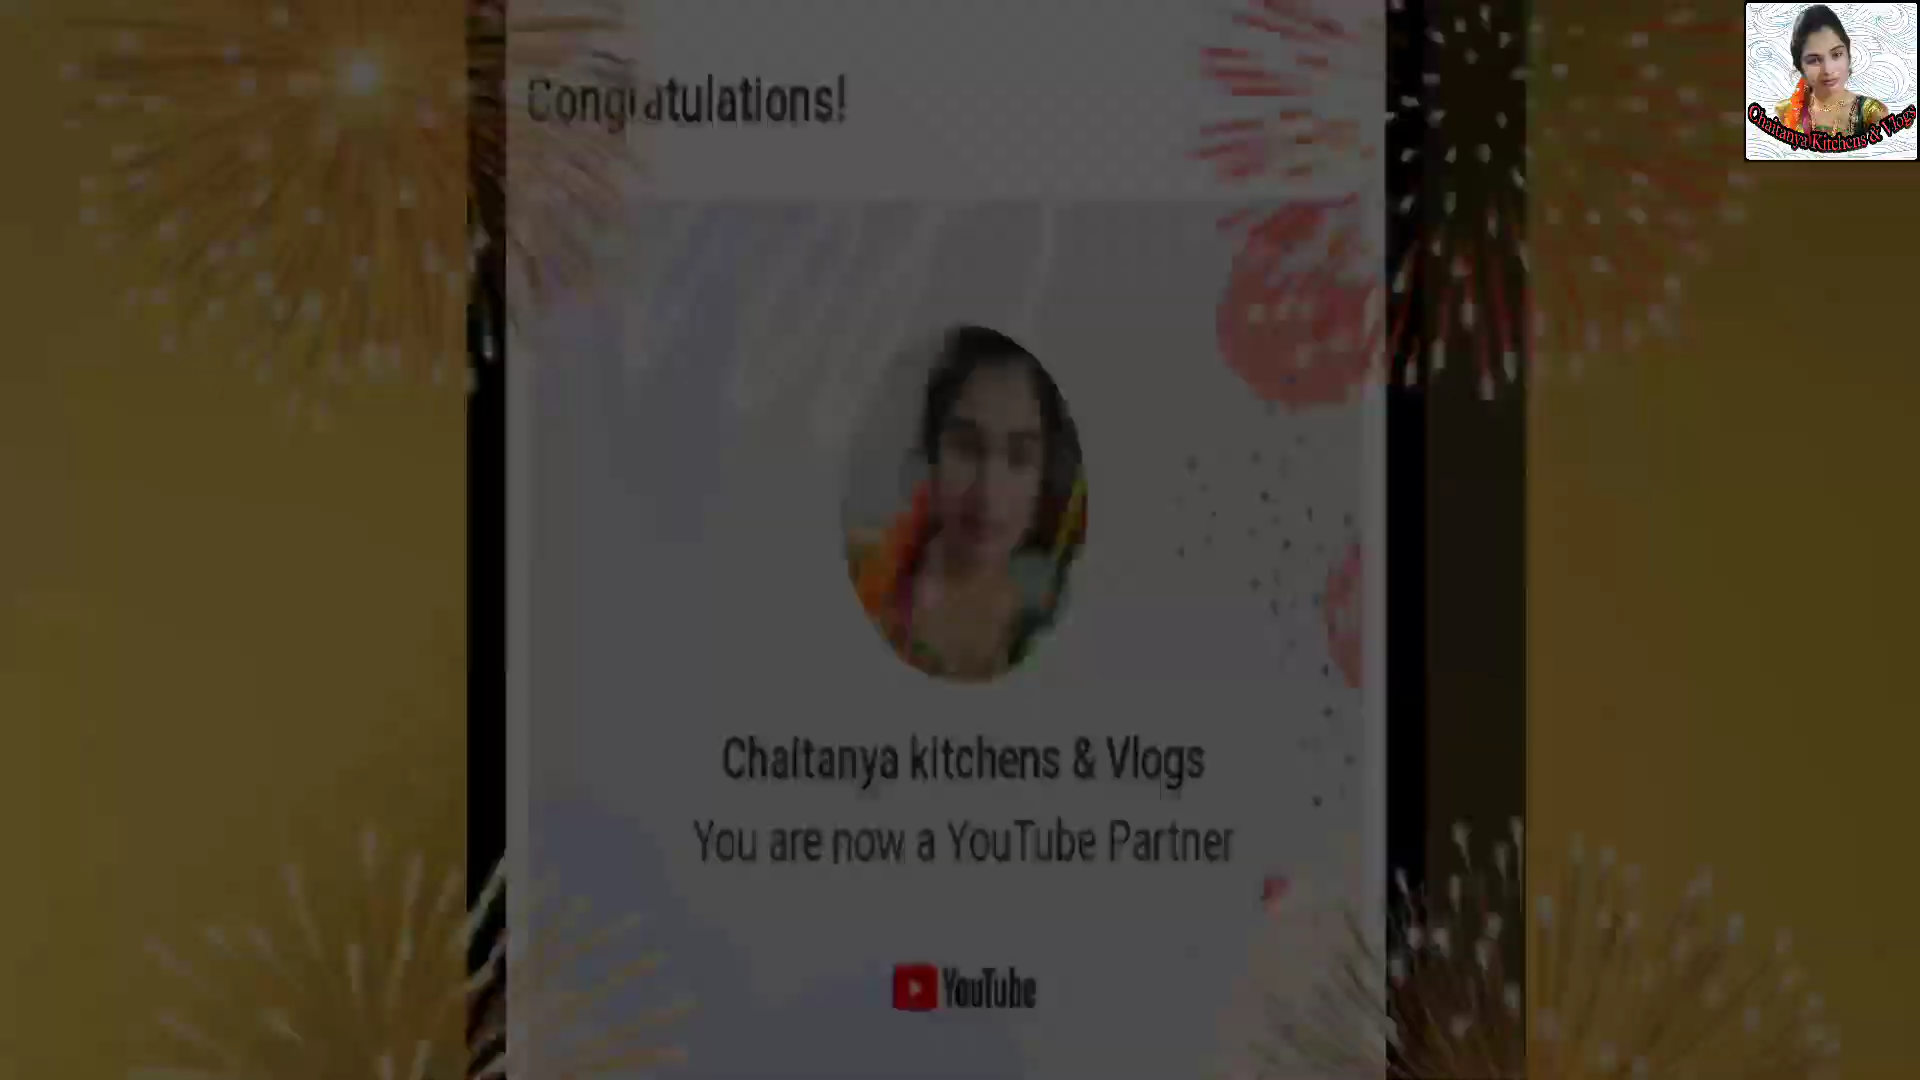 Congratulations!
Chaitanya Kitchens & Vlogs
Chaitanya kitchens & Vlogs
You are now a YouTube Partner
YouTube